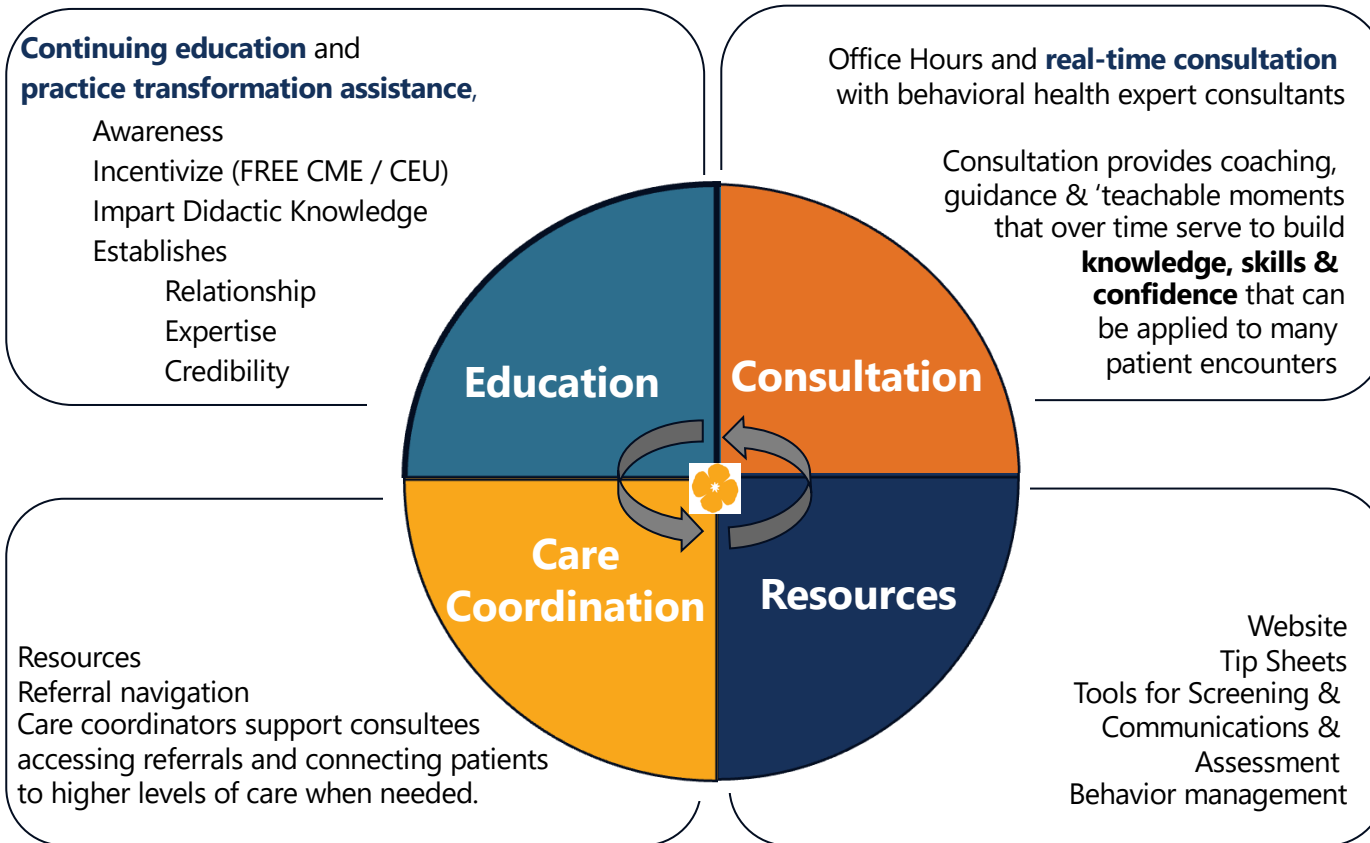 Continuing education and
practice transformation assistance,
Awareness
Incentivize (FREE CME / CEU)
Impart Didactic Knowledge
Establishes
Relationship
Expertise
Credibility
Office Hours and real-time consultation
with behavioral health expert consultants
Consultation provides coaching,
guidance & ‘teachable moments
that over time serve to build
knowledge, skills &
confidence that can
be applied to many
patient encounters
Education
Consultation
Care
Coordination
Resources
Resources
Referral navigation
Care coordinators support consultees
accessing referrals and connecting patients
to higher levels of care when needed.
Website
Tip Sheets
Tools for Screening &
Communications &
Assessment
Behavior management